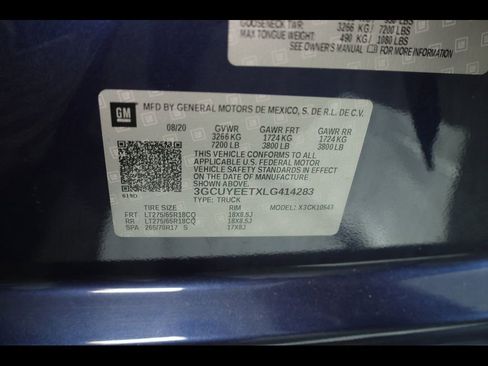 GOOSENECK TWR: 3266 KG / 7200 LBS
MAX TONGUE WEIGHT: 490 KG / 1080 LBS
SEE OWNER'S MANUAL FOR MORE INFORMATION
GM
MFD BY GENERAL MOTORS DE MEXICO, S. DE R.L. DE C.V.
08/20 GVWR GAWR FRT GAWR RR
3266 KG 1724 KG 1724 KG
7200 LB 3800 LB 3800 LB
THIS VEHICLE CONFORMS TO ALL
APPLICABLE U.S. FEDERAL MOTOR
VEHICLE SAFETY AND THEFT
PREVENTION STANDARDS IN EFFECT
ON THE DATE OF MANUFACTURE
SHOWN ABOVE.
3GCUYEETXLG414283
TYPE: TRUCK
TIRE SIZE RIM MODEL: X3CK10543
FRT LT275/65R18CQ 18X8.5J
RR LT275/65R18CQ 18X8.5J
SPA 265/70R17 S 17X8J